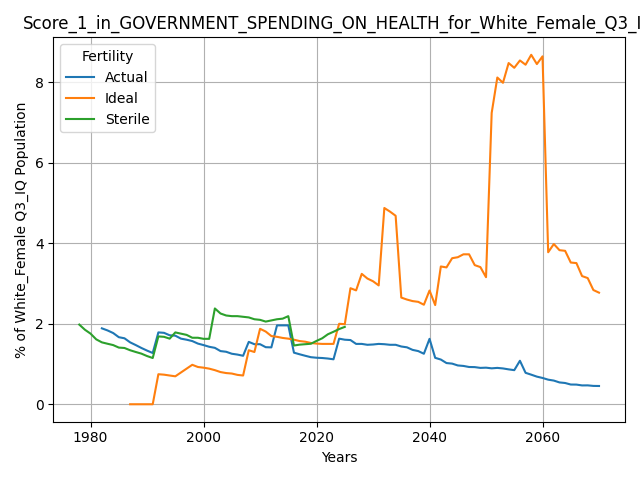 Score_1_in_GOVERNMENT_SPENDING_ON_HEALTH_for_White_Female_Q3_I
Fertility
Actual
Ideal
Sterile
% of White_Female Q3_IQ Population
8
6
4
2
0
1980 2000 2020 2040 2060
Years